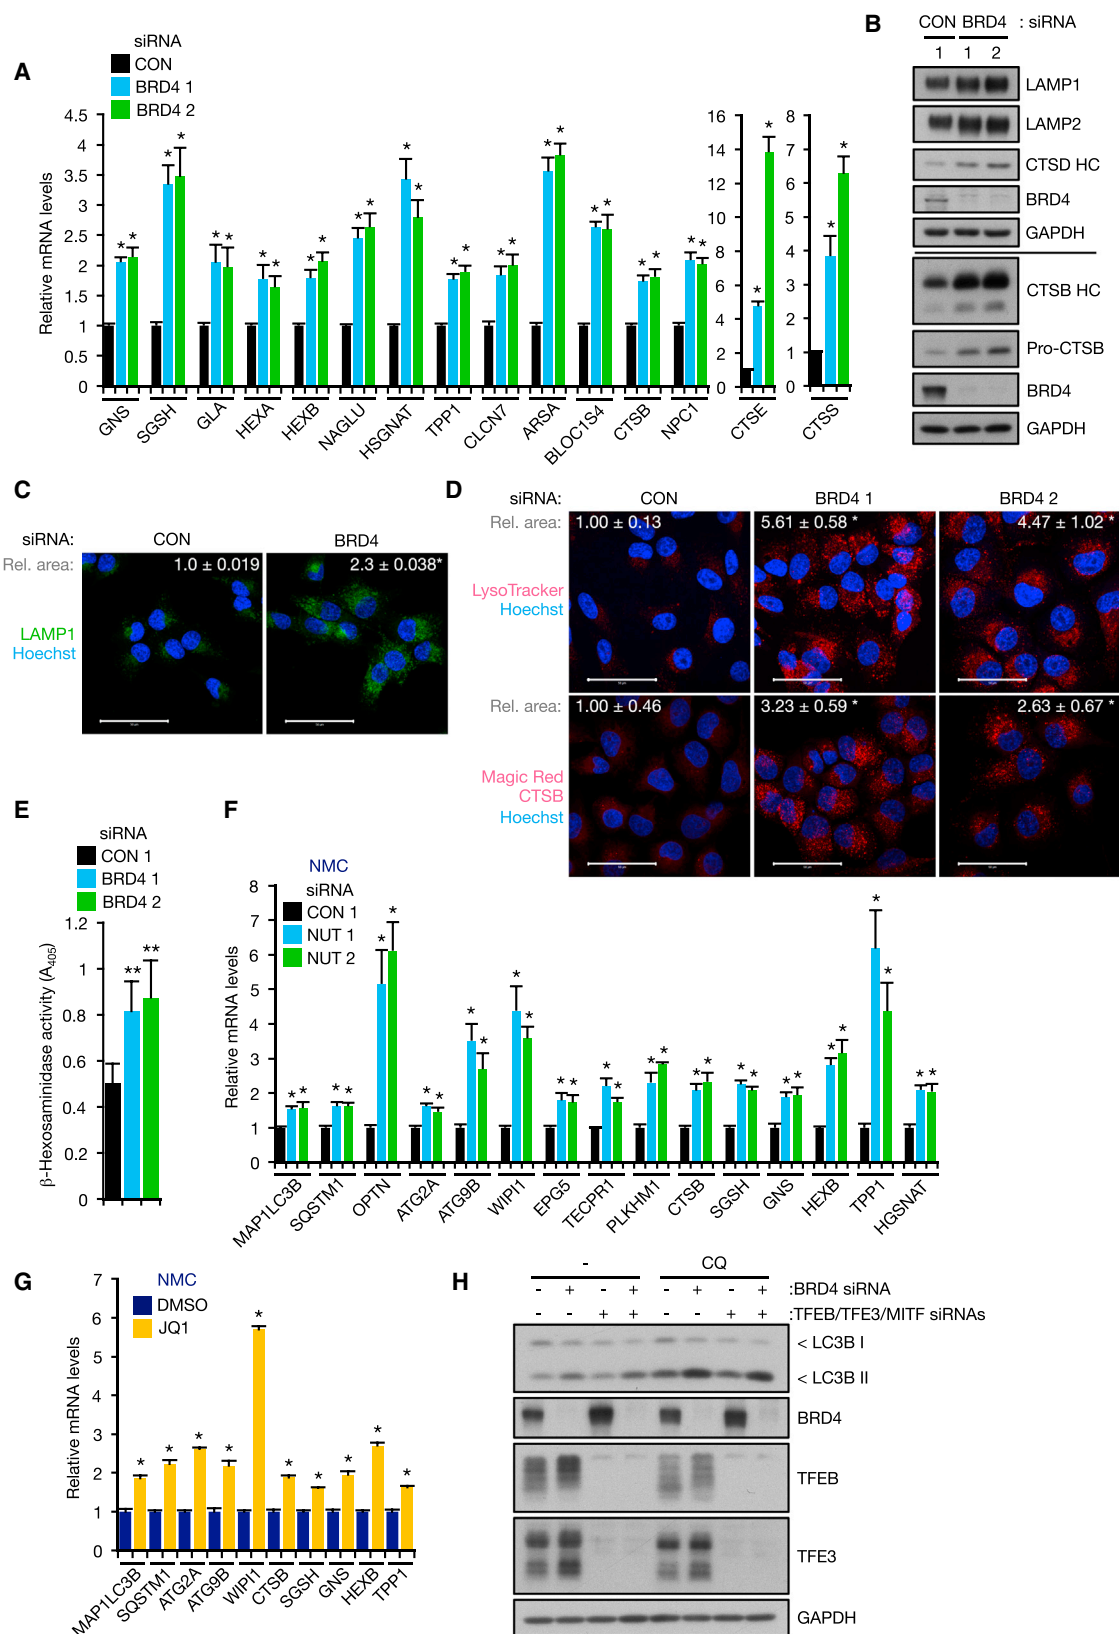 A
siRNA
CON
BRD4 1
BRD4 2
Relative mRNA levels
4.5
4
3.5
3
2.5
2
1.5
1
0.5
0
16
14
12
10
8
6
4
2
0
8
7
6
5
4
3
2
1
0
* * * * * * * * * * * * * * * * * * * * * * * * * * * * * *
GNS
SGSH
GLA
HEXA
HEXB
NAGLU
HSGNAT
TPP1
CLCN7
ARSA
BLOC1S4
CTSB
NPC1
CTSE
CTSS
B
CON BRD4 : siRNA
1 1 2
LAMP1
LAMP2
CTSD HC
BRD4
GAPDH
CTSB HC
Pro-CTSB
BRD4
GAPDH
C
siRNA: CON BRD4
Rel. area: 1.0 ± 0.019 2.3 ± 0.038*
LAMP1
Hoechst
D
siRNA: CON BRD4 1 BRD4 2
Rel. area: 1.00 ± 0.13 5.61 ± 0.58 * 4.47 ± 1.02 *
LysoTracker
Hoechst
Rel. area: 1.00 ± 0.46 3.23 ± 0.59 * 2.63 ± 0.67 *
Magic Red
CTSB
Hoechst
E
siRNA
CON 1
BRD4 1
BRD4 2
β-Hexosaminidase activity (A405)
1.2
1
0.8
0.6
0.4
0.2
0
** **
F
NMC
siRNA
CON 1
NUT 1
NUT 2
Relative mRNA levels
8
7
6
5
4
3
2
1
0
* * * * * * * * * * * * * * * * * * * * * * * * * * * * * *
MAP1LC3B
SQSTM1
OPTN
ATG2A
ATG9B
WIPI1
EPG5
TECPR1
PLKHM1
CTSB
SGSH
GNS
HEXB
TPP1
HGSNAT
G
NMC
DMSO
JQ1
Relative mRNA levels
7
6
5
4
3
2
1
0
* * * * * * * * * *
MAP1LC3B
SQSTM1
ATG2A
ATG9B
WIPI1
CTSB
SGSH
GNS
HEXB
TPP1
H
- CQ
- + - + - + - + :BRD4 siRNA
- - + + - - + + :TFEB/TFE3/MITF siRNAs
< LC3B I
< LC3B II
BRD4
TFEB
TFE3
GAPDH